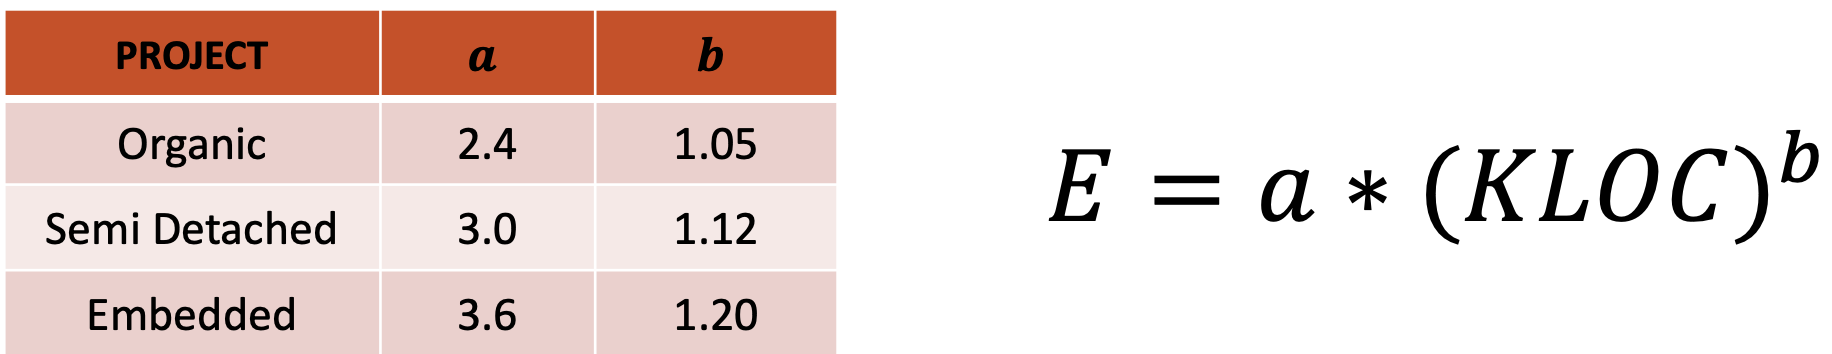 PROJECT a b
Organic 2.4 1.05
Semi Detached 3.0 1.12
Embedded 3.6 1.20
E = a * (KLOC)^b